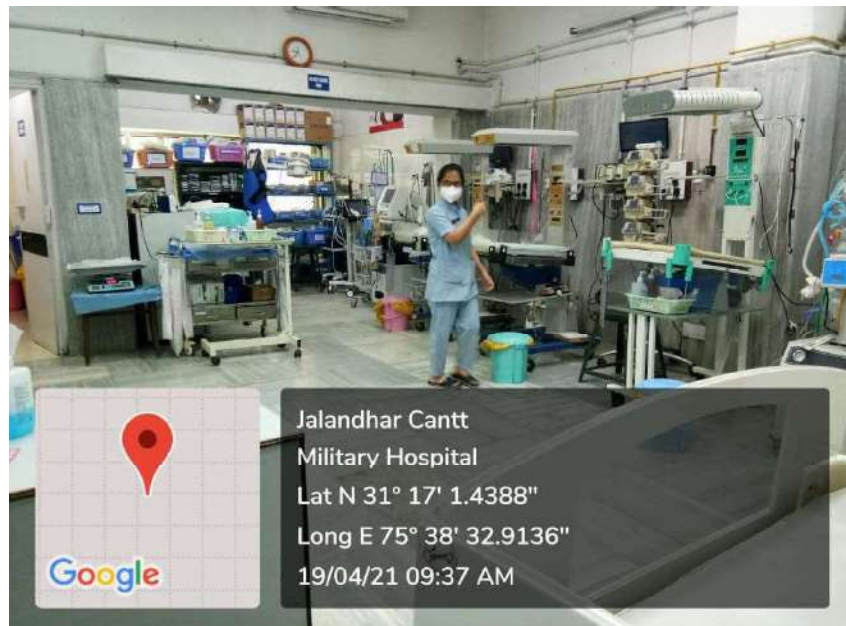 Jalandhar Cantt
Military Hospital
Lat N 31° 17' 1.4388"
Long E 75° 38' 32.9136"
19/04/21 09:37 AM
Google